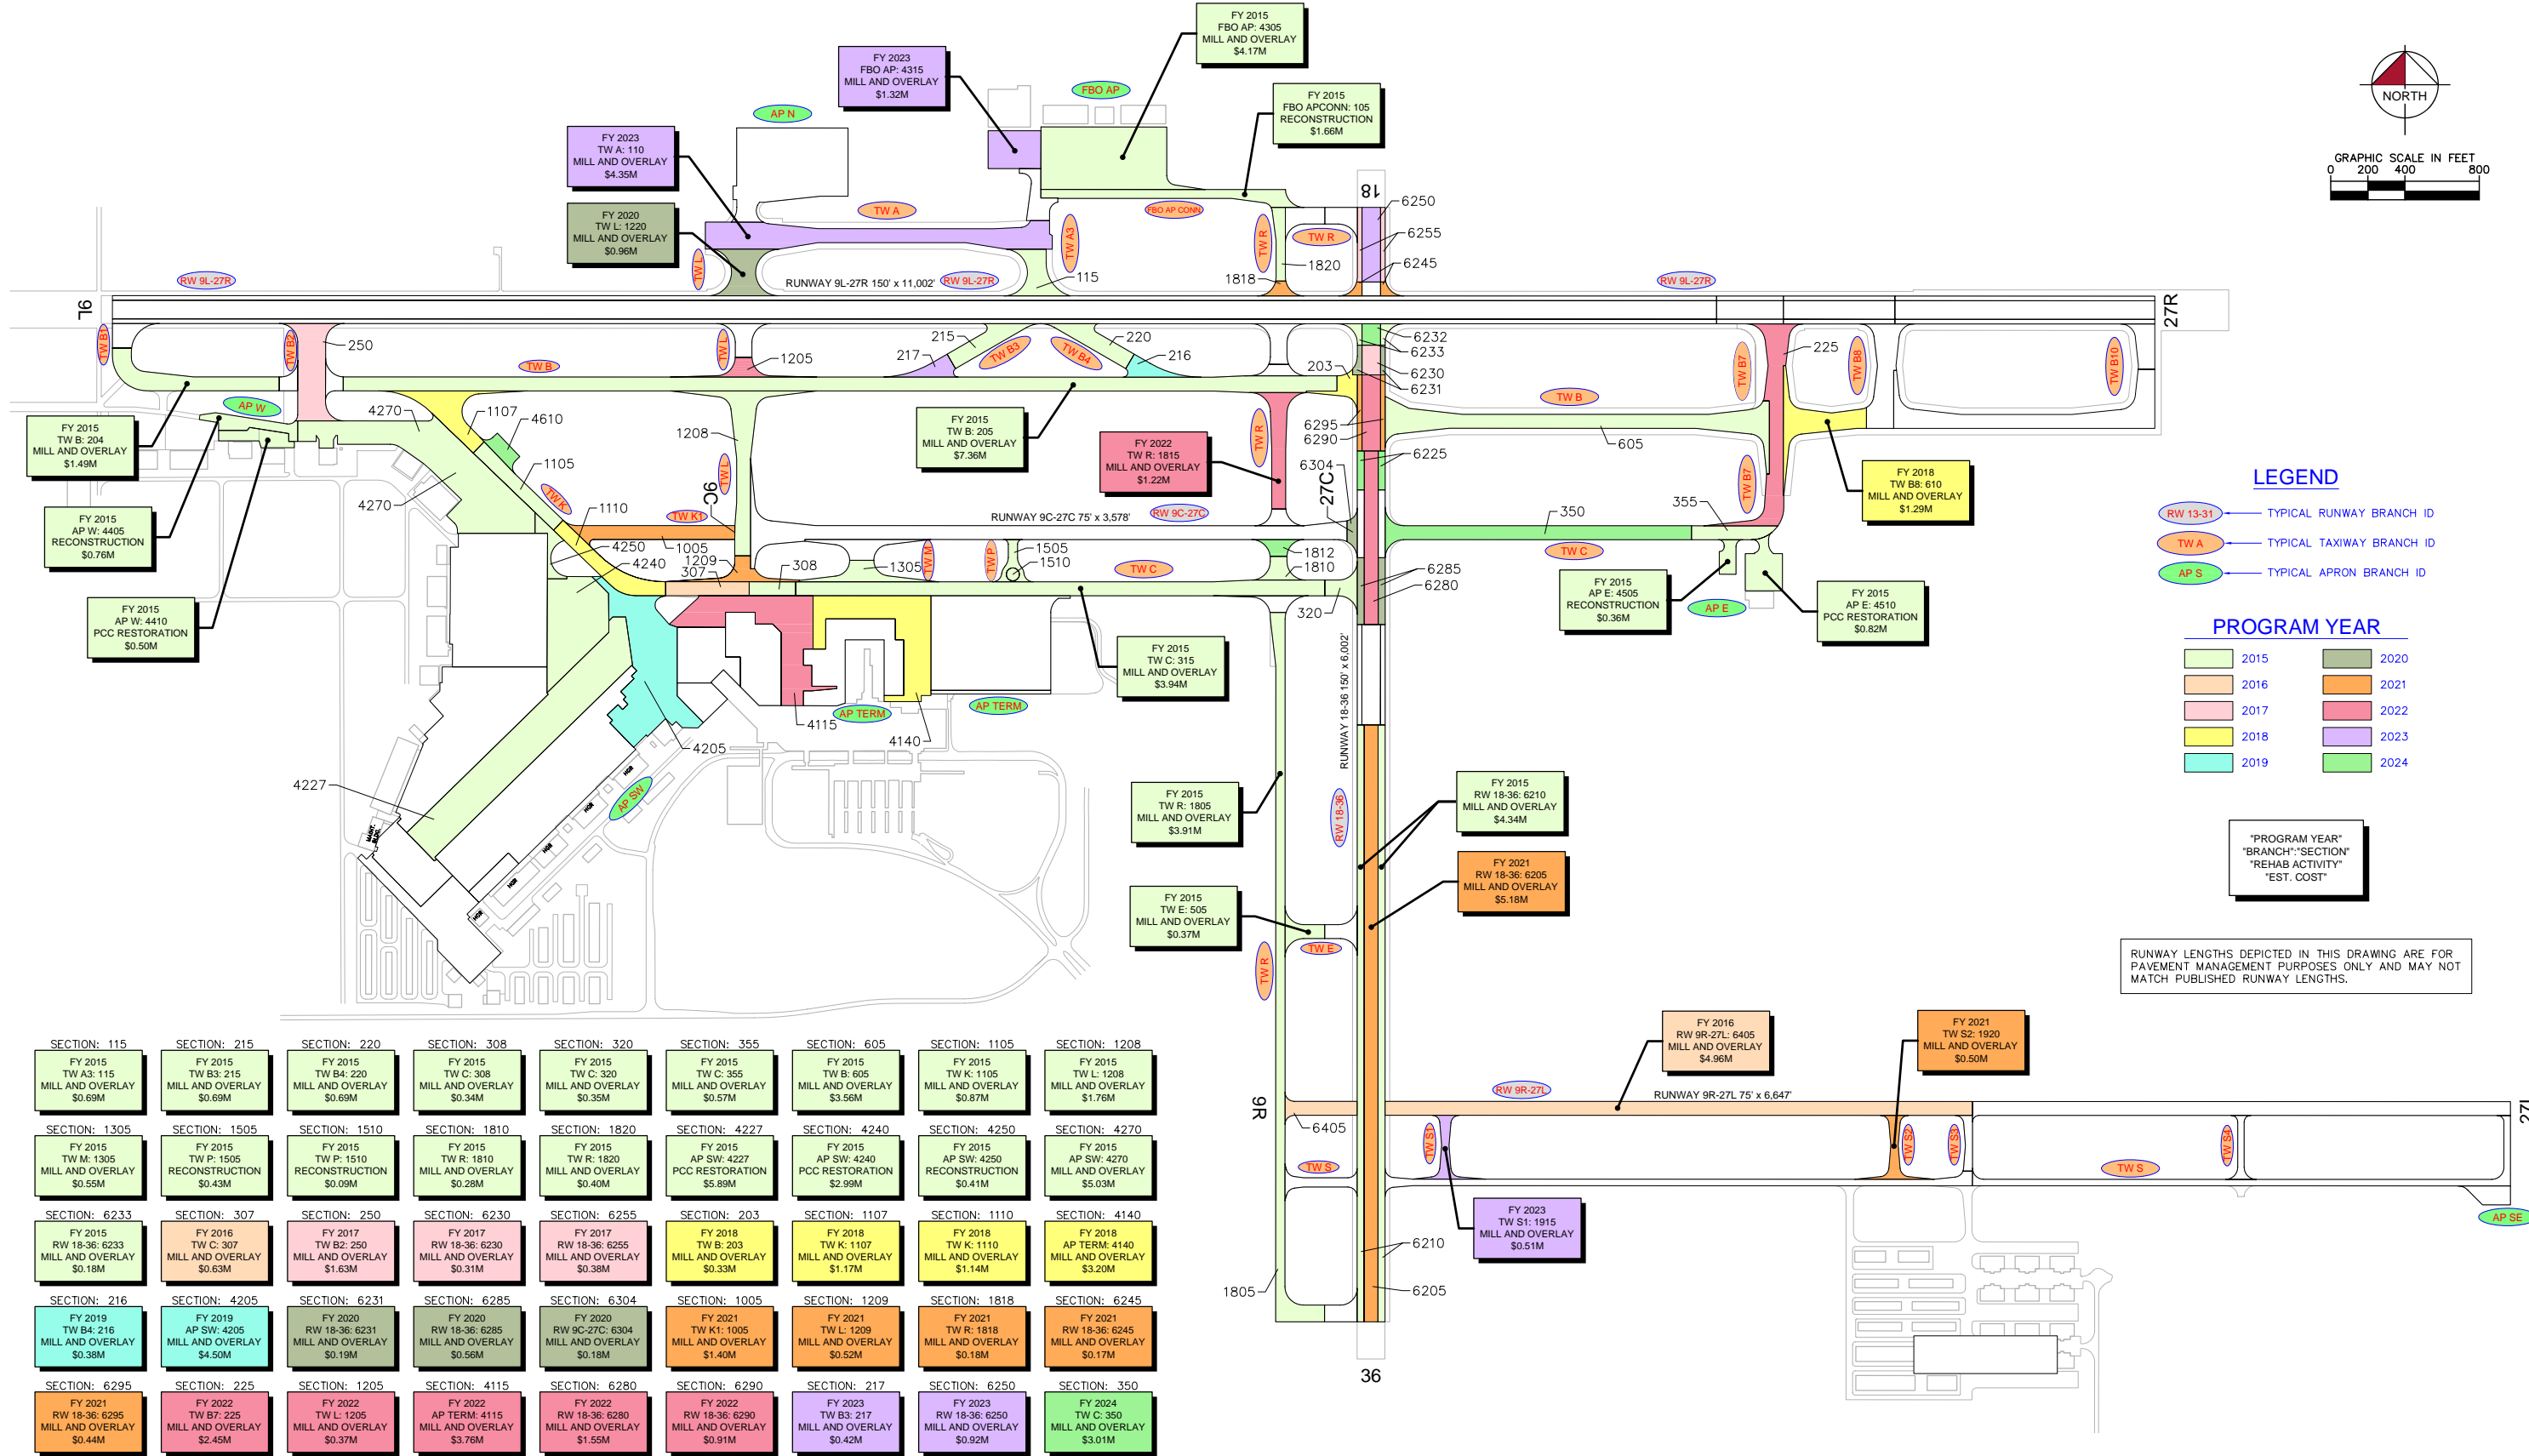 FY 2015
FBO AP: 4305
MILL AND OVERLAY
$4.17M
FY 2023
FBO AP: 4315
MILL AND OVERLAY
$1.32M
FBO AP
FY 2015
FBO APCONN: 105
RECONSTRUCTION
$1.66M
AP N
NORTH
GRAPHIC SCALE IN FEET
0 200 400 800
FY 2023
TW A: 110
MILL AND OVERLAY
$4.35M
FY 2020
TW L: 1220
MILL AND OVERLAY
$0.96M
TW A
FBO AP CONN
18
6250
6255
6245
TW A3
TW R
TW R
1820
1818
TW L
115
RW 9L-27R
RUNWAY 9L-27R 150' x 11,002'
RW 9L-27R
RW 9L-27R
9L
27R
TW B1
TW B2
250
TW B
TW L
1205
215
217
TW B3
TW B4
220
216
203
6232
6233
6230
6231
TW B7
225
TW B8
TW B10
TW B
AP W
4270
1107
4610
1208
FY 2015
TW B: 204
MILL AND OVERLAY
$1.49M
FY 2015
TW B: 205
MILL AND OVERLAY
$7.36M
FY 2022
TW R: 1815
MILL AND OVERLAY
$1.22M
TW R
6295
6290
605
6304
6225
27C
TW B7
FY 2018
TW B8: 610
MILL AND OVERLAY
$1.29M
1105
TW K
TW L
9C
4270
FY 2015
AP W: 4405
RECONSTRUCTION
$0.76M
1110
TW K1
RUNWAY 9C-27C 75' x 3,578'
RW 9C-27C
350
355
4250
4240
1005
1209
307
308
1305
TW M
TW P
1505
1510
TW C
1812
1810
320
6285
6280
TW C
FY 2015
AP E: 4505
RECONSTRUCTION
$0.36M
AP E
FY 2015
AP E: 4510
PCC RESTORATION
$0.82M
LEGEND
RW 13-31
TYPICAL RUNWAY BRANCH ID
TW A
TYPICAL TAXIWAY BRANCH ID
AP S
TYPICAL APRON BRANCH ID
PROGRAM YEAR
2015 2020
2016 2021
2017 2022
2018 2023
2019 2024
FY 2015
AP W: 4410
PCC RESTORATION
$0.50M
FY 2015
TW C: 315
MILL AND OVERLAY
$3.94M
RUNWAY 18-36 150' x 6,002'
4115
AP TERM
4140
AP TERM
4205
4227
AP SW
HGR
HGR
HGR
HGR
HGR
MAINT.
BLDG.
FY 2015
TW R: 1805
MILL AND OVERLAY
$3.91M
RW 18-36
FY 2015
RW 18-36: 6210
MILL AND OVERLAY
$4.34M
FY 2021
RW 18-36: 6205
MILL AND OVERLAY
$5.18M
FY 2015
TW E: 505
MILL AND OVERLAY
$0.37M
TW E
TW R
"PROGRAM YEAR"
"BRANCH":"SECTION"
"REHAB ACTIVITY"
"EST. COST"
RUNWAY LENGTHS DEPICTED IN THIS DRAWING ARE FOR
PAVEMENT MANAGEMENT PURPOSES ONLY AND MAY NOT
MATCH PUBLISHED RUNWAY LENGTHS.
FY 2016
RW 9R-27L: 6405
MILL AND OVERLAY
$4.96M
FY 2021
TW S2: 1920
MILL AND OVERLAY
$0.50M
9R
RW 9R-27L
RUNWAY 9R-27L 75' x 6,647'
6405
TW S1
TW S2
TW S3
TW S4
TW S
TW S
AP SE
FY 2023
TW S1: 1915
MILL AND OVERLAY
$0.51M
6210
6205
1805
36
SECTION: 115 SECTION: 215 SECTION: 220 SECTION: 308 SECTION: 320 SECTION: 355 SECTION: 605 SECTION: 1105 SECTION: 1208
FY 2015 FY 2015 FY 2015 FY 2015 FY 2015 FY 2015 FY 2015 FY 2015 FY 2015
TW A3: 115 TW B3: 215 TW B4: 220 TW C: 308 TW C: 320 TW C: 355 TW B: 605 TW K: 1105 TW L: 1208
MILL AND OVERLAY MILL AND OVERLAY MILL AND OVERLAY MILL AND OVERLAY MILL AND OVERLAY MILL AND OVERLAY MILL AND OVERLAY MILL AND OVERLAY MILL AND OVERLAY
$0.69M $0.69M $0.69M $0.34M $0.35M $0.57M $3.56M $0.87M $1.76M
SECTION: 1305 SECTION: 1505 SECTION: 1510 SECTION: 1810 SECTION: 1820 SECTION: 4227 SECTION: 4240 SECTION: 4250 SECTION: 4270
FY 2015 FY 2015 FY 2015 FY 2015 FY 2015 FY 2015 FY 2015 FY 2015 FY 2015
TW M: 1305 TW P: 1505 TW P: 1510 TW R: 1810 TW R: 1820 AP SW: 4227 AP SW: 4240 AP SW: 4250 AP SW: 4270
MILL AND OVERLAY RECONSTRUCTION RECONSTRUCTION MILL AND OVERLAY MILL AND OVERLAY PCC RESTORATION PCC RESTORATION RECONSTRUCTION MILL AND OVERLAY
$0.55M $0.43M $0.09M $0.28M $0.40M $5.89M $2.99M $0.41M $5.03M
SECTION: 6233 SECTION: 307 SECTION: 250 SECTION: 6230 SECTION: 6255 SECTION: 203 SECTION: 1107 SECTION: 1110 SECTION: 4140
FY 2015 FY 2016 FY 2017 FY 2017 FY 2017 FY 2018 FY 2018 FY 2018 FY 2018
RW 18-36: 6233 TW C: 307 TW B2: 250 RW 18-36: 6230 RW 18-36: 6255 TW B: 203 TW K: 1107 TW K: 1110 AP TERM: 4140
MILL AND OVERLAY MILL AND OVERLAY MILL AND OVERLAY MILL AND OVERLAY MILL AND OVERLAY MILL AND OVERLAY MILL AND OVERLAY MILL AND OVERLAY MILL AND OVERLAY
$0.18M $0.63M $1.63M $0.31M $0.38M $0.33M $1.17M $1.14M $3.20M
SECTION: 216 SECTION: 4205 SECTION: 6231 SECTION: 6285 SECTION: 6304 SECTION: 1005 SECTION: 1209 SECTION: 1818 SECTION: 6245
FY 2019 FY 2019 FY 2020 FY 2020 FY 2020 FY 2021 FY 2021 FY 2021 FY 2021
TW B4: 216 AP SW: 4205 RW 18-36: 6231 RW 18-36: 6285 RW 9C-27C: 6304 TW K1: 1005 TW L: 1209 TW R: 1818 RW 18-36: 6245
MILL AND OVERLAY MILL AND OVERLAY MILL AND OVERLAY MILL AND OVERLAY MILL AND OVERLAY MILL AND OVERLAY MILL AND OVERLAY MILL AND OVERLAY MILL AND OVERLAY
$0.38M $4.50M $0.19M $0.56M $0.18M $1.40M $0.52M $0.18M $0.17M
SECTION: 6295 SECTION: 225 SECTION: 1205 SECTION: 4115 SECTION: 6280 SECTION: 6290 SECTION: 217 SECTION: 6250 SECTION: 350
FY 2021 FY 2022 FY 2022 FY 2022 FY 2022 FY 2022 FY 2023 FY 2023 FY 2024
RW 18-36: 6295 TW B7: 225 TW L: 1205 AP TERM: 4115 RW 18-36: 6280 RW 18-36: 6290 TW B3: 217 RW 18-36: 6250 TW C: 350
MILL AND OVERLAY MILL AND OVERLAY MILL AND OVERLAY MILL AND OVERLAY MILL AND OVERLAY MILL AND OVERLAY MILL AND OVERLAY MILL AND OVERLAY MILL AND OVERLAY
$0.44M $2.45M $0.37M $3.76M $1.55M $0.91M $0.42M $0.92M $3.01M